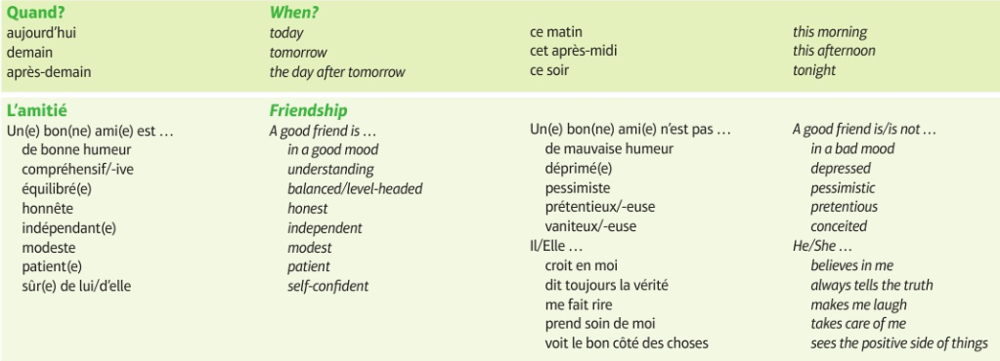 Quand?
When?
aujourd'hui
today
demain
tomorrow
après-demain
the day after tomorrow
ce matin
this morning
cet après-midi
this afternoon
ce soir
tonight
L'amitié
Friendship
Un(e) bon(ne) ami(e) est …
A good friend is …
de bonne humeur
in a good mood
compréhensif/-ive
understanding
équilibré(e)
balanced/level-headed
honnête
honest
indépendant(e)
independent
modeste
modest
patient(e)
patient
sûr(e) de lui/d'elle
self-confident
Un(e) bon(ne) ami(e) n'est pas …
A good friend is/is not …
de mauvaise humeur
in a bad mood
déprimé(e)
depressed
pessimiste
pessimistic
prétentieux/-euse
pretentious
vaniteux/-euse
conceited
Il/Elle …
He/She …
croit en moi
believes in me
dit toujours la vérité
always tells the truth
me fait rire
makes me laugh
prend soin de moi
takes care of me
voit le bon côté des choses
sees the positive side of things